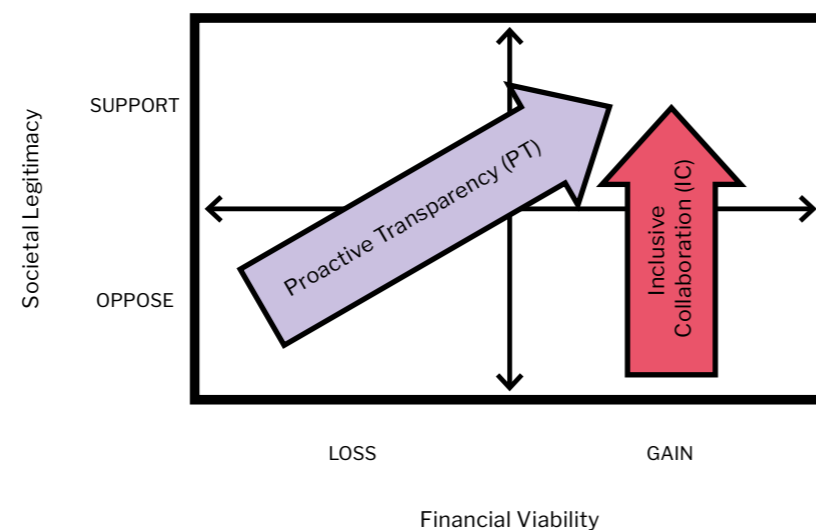 Societal Legitimacy
SUPPORT
OPPOSE
Proactive Transparency (PT)
Inclusive
Collaboration (IC)
LOSS
GAIN
Financial Viability